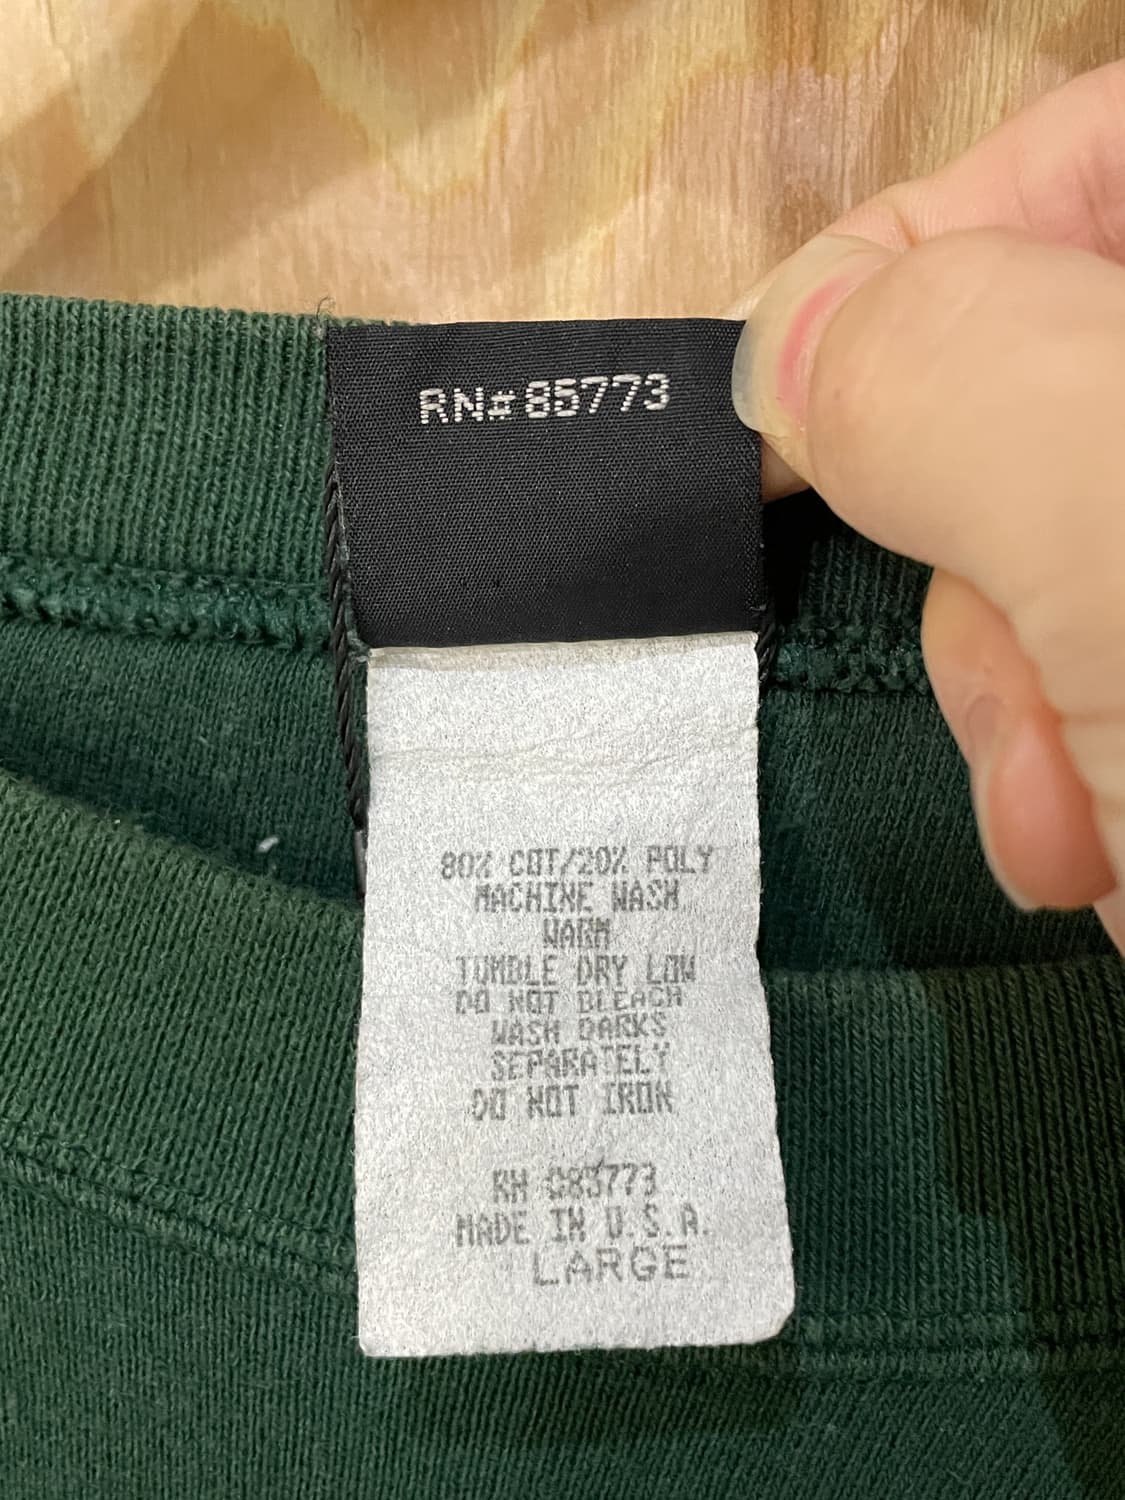 RN# 85773
80% COT/20% POLY
MACHINE WASH
WARM
TUMBLE DRY LOW
DO NOT BLEACH
WASH DARKS
SEPARATELY
DO NOT IRON
RN 085773
MADE IN U.S.A.
LARGE